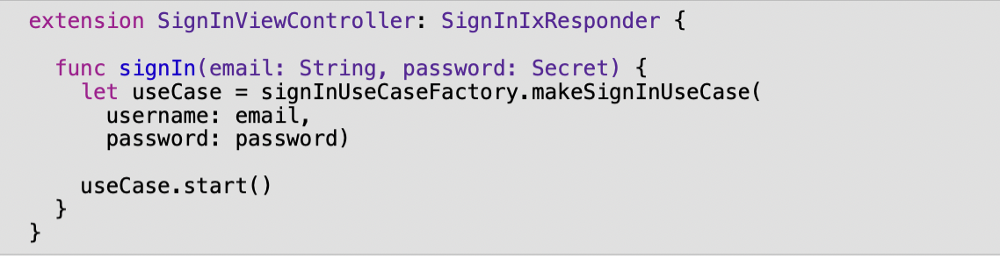 extension SignInViewController: SignInIxResponder {
func signIn(email: String, password: Secret) {
let useCase = signInUseCaseFactory.makeSignInUseCase(
username: email,
password: password)
useCase.start()
}
}